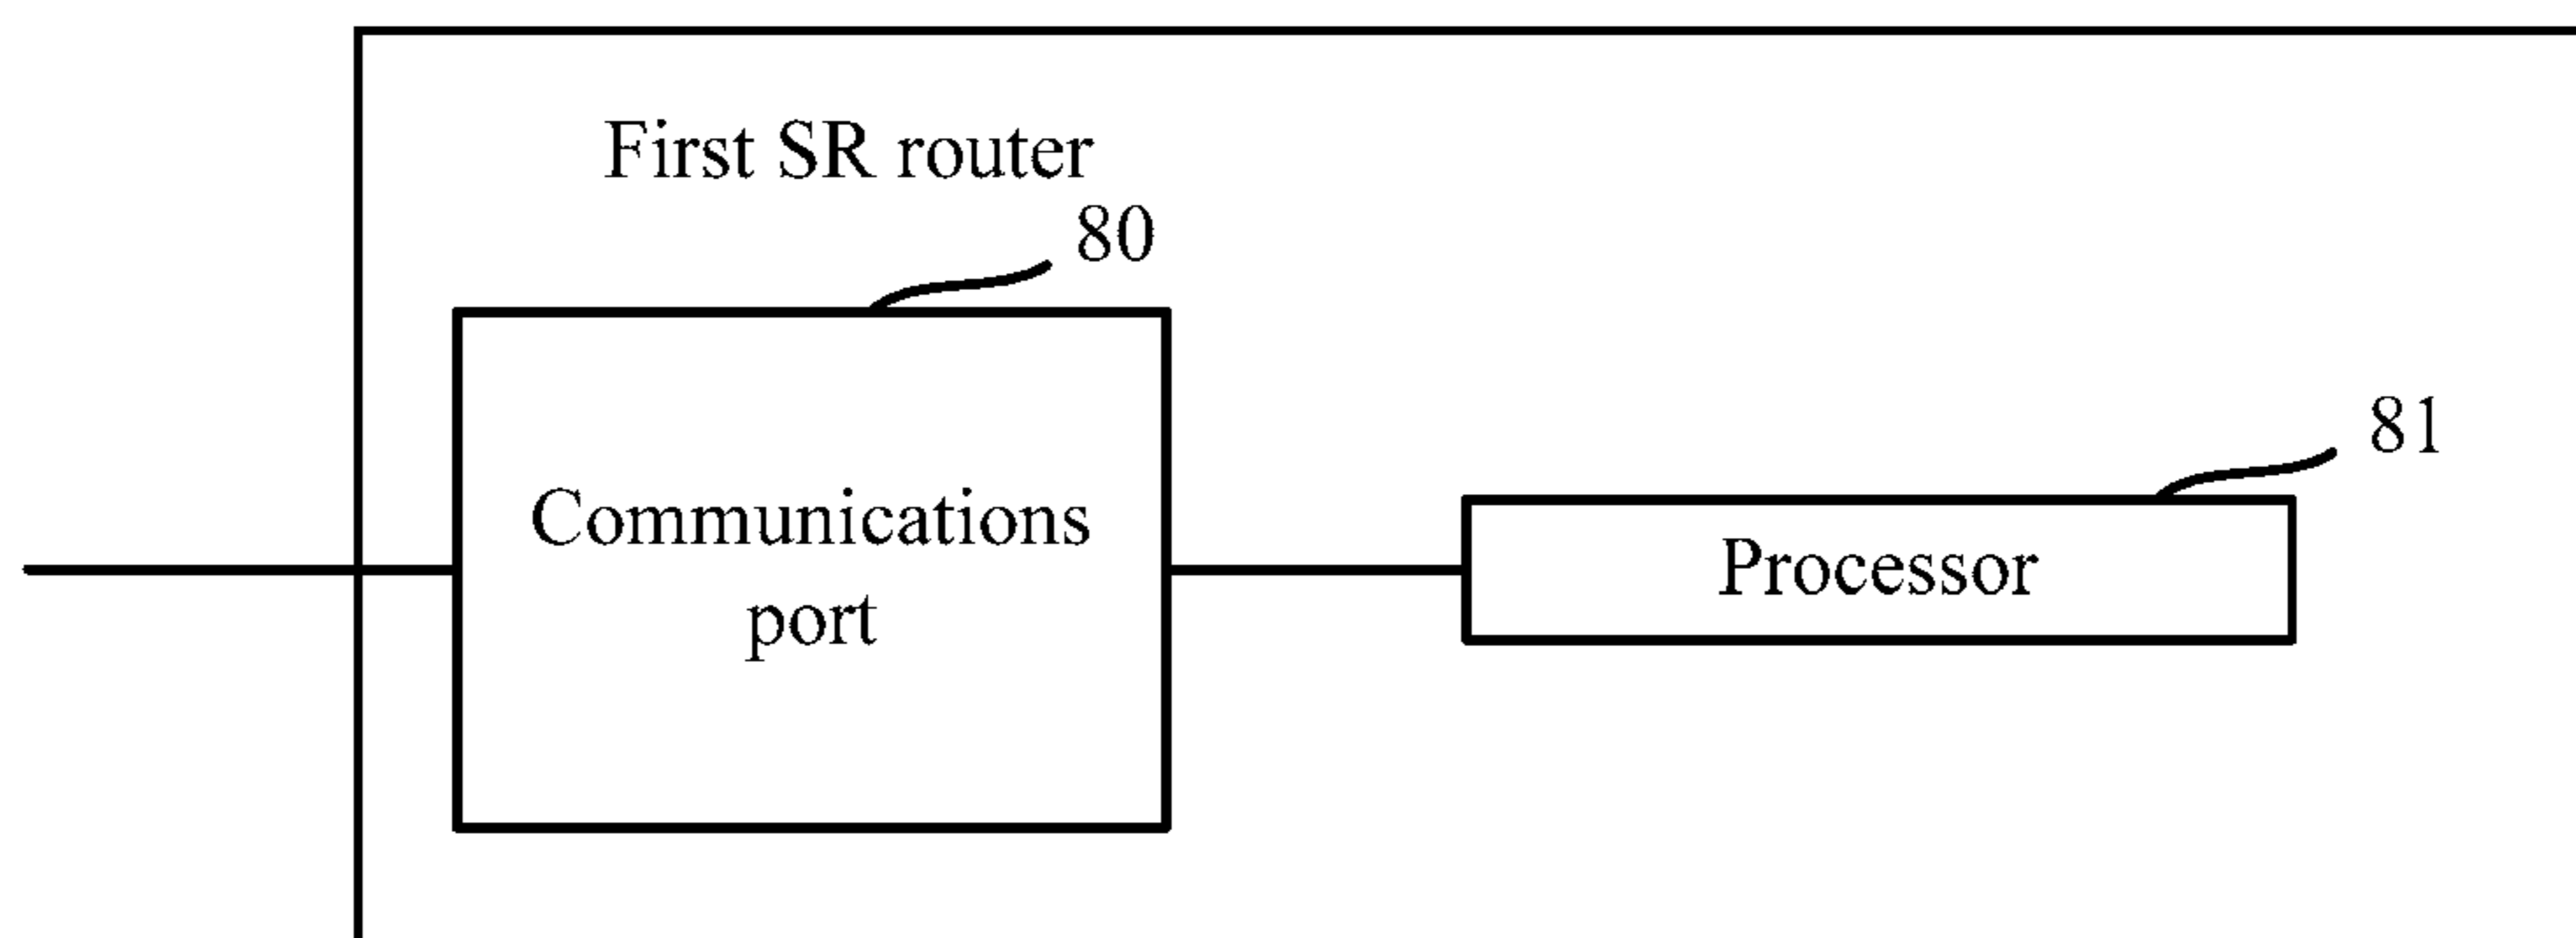 First SR router
80
Communications
port
81
Processor